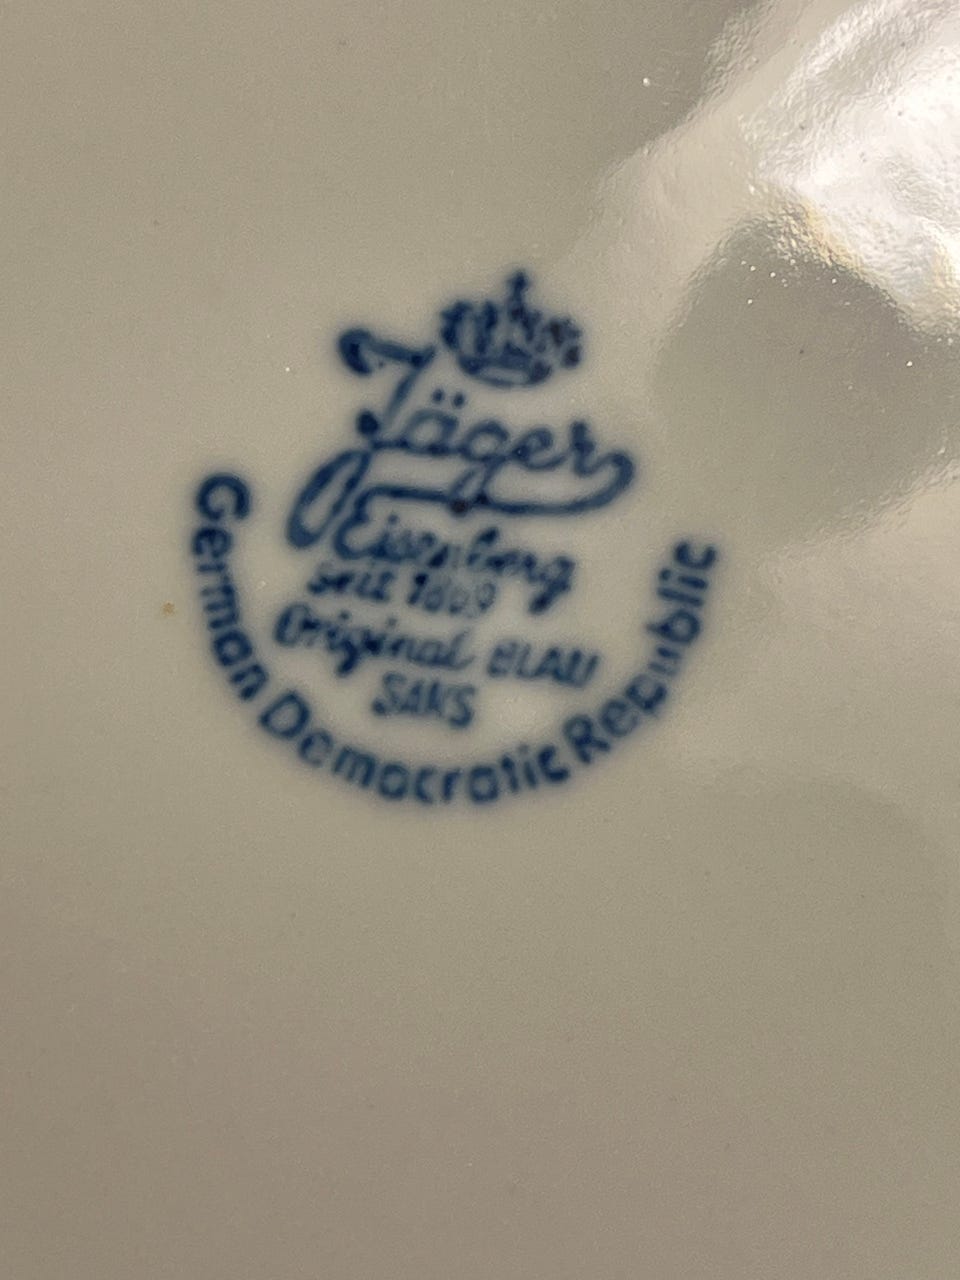 Jäger
Eisenberg
seit 1869
Original BLAU
SAKS
German Democratic Republic